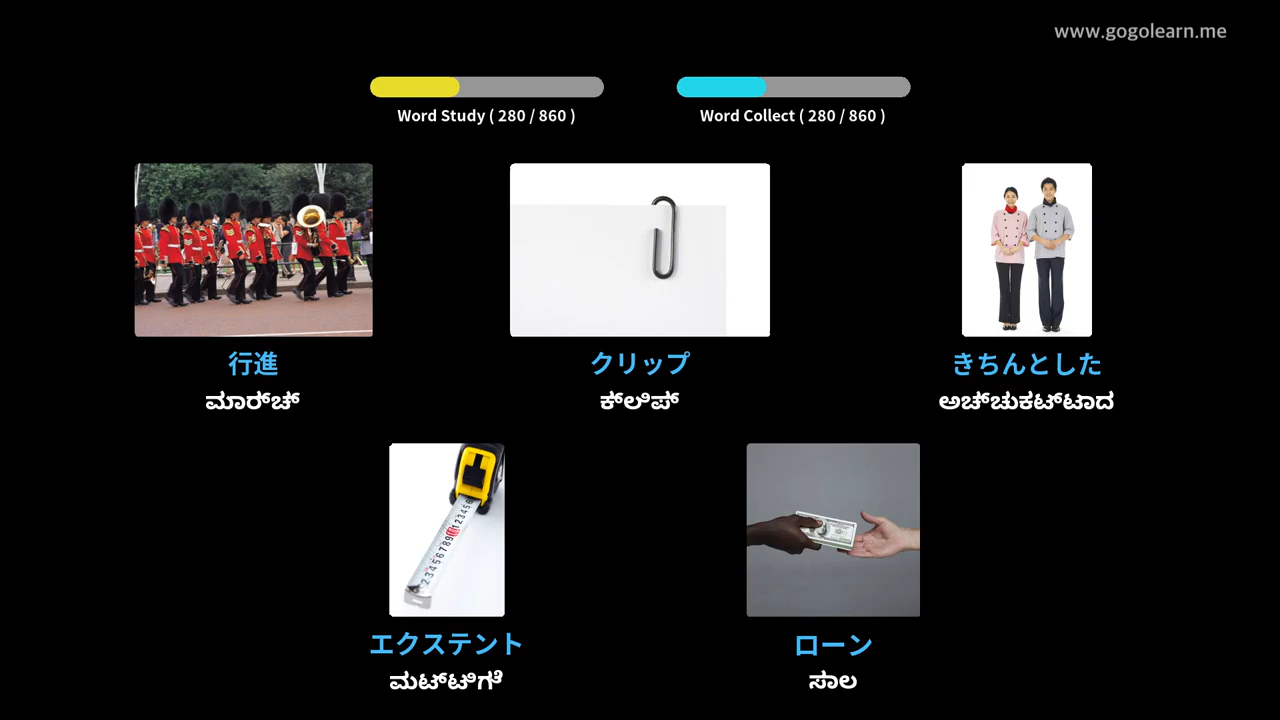 www.gogolearn.me
Word Study ( 280 / 860 )
Word Collect ( 280 / 860 )
行進
ಮಾರ್ಚ್
クリップ
ಕ್ಲಿಪ್
きちんとした
ಅಚ್ಚುಕಟ್ಟಾದ
エクステント
ಮಟ್ಟಿಗೆ
ローン
ಸಾಲ